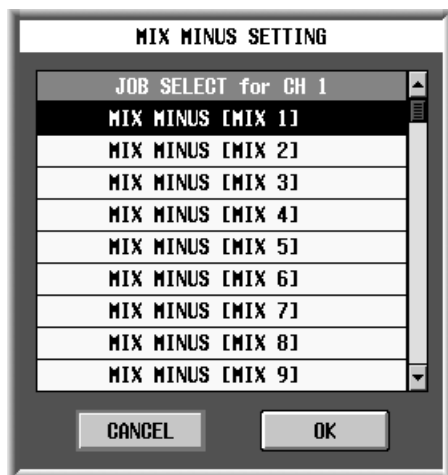 MIX MINUS SETTING
JOB SELECT for CH 1
MIX MINUS [MIX 1]
MIX MINUS [MIX 2]
MIX MINUS [MIX 3]
MIX MINUS [MIX 4]
MIX MINUS [MIX 5]
MIX MINUS [MIX 6]
MIX MINUS [MIX 7]
MIX MINUS [MIX 8]
MIX MINUS [MIX 9]
CANCEL OK